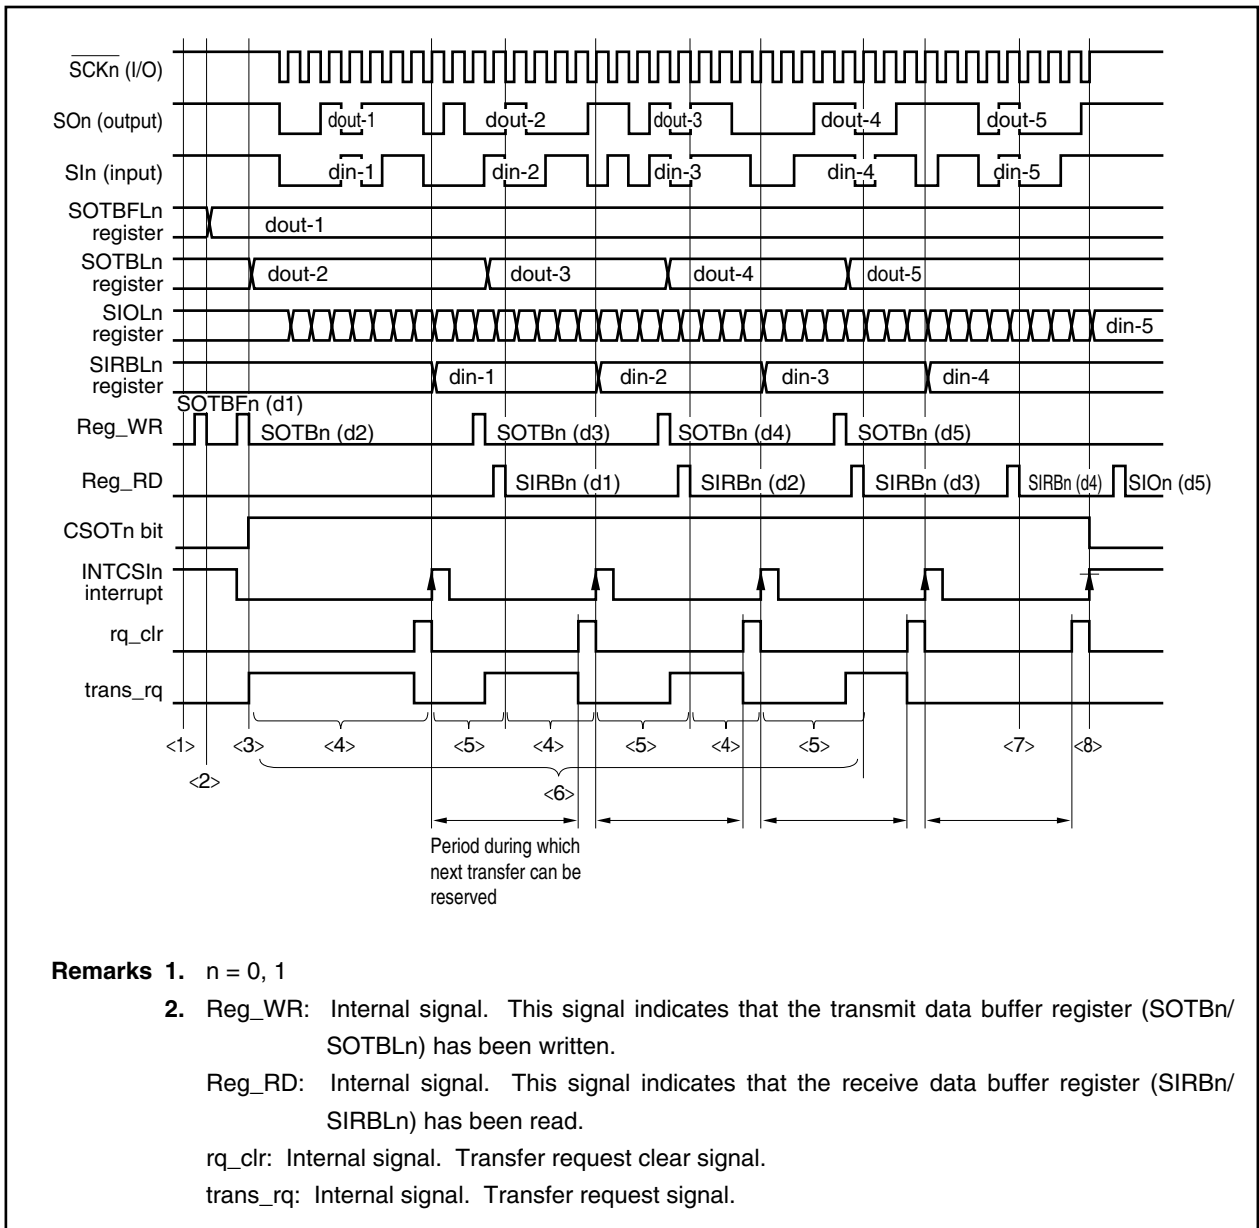 SCKn (I/O)
SOn (output) dout-1 dout-2 dout-3 dout-4 dout-5
SIn (input) din-1 din-2 din-3 din-4 din-5
SOTBFLn
register dout-1
SOTBLn
register dout-2 dout-3 dout-4 dout-5
SIOLn
register din-5
SIRBLn
register din-1 din-2 din-3 din-4
SOTBFn (d1)
Reg_WR SOTBn (d2) SOTBn (d3) SOTBn (d4) SOTBn (d5)
Reg_RD SIRBn (d1) SIRBn (d2) SIRBn (d3) SIRBn (d4) SIOn (d5)
CSOTn bit
INTCSIn
interrupt
rq_clr
trans_rq
<1> <3> <4> <5> <4> <5> <4> <5> <7> <8>
<2> <6>
Period during which
next transfer can be
reserved
Remarks 1. n = 0, 1
2. Reg_WR: Internal signal. This signal indicates that the transmit data buffer register (SOTBn/
SOTBLn) has been written.
Reg_RD: Internal signal. This signal indicates that the receive data buffer register (SIRBn/
SIRBLn) has been read.
rq_clr: Internal signal. Transfer request clear signal.
trans_rq: Internal signal. Transfer request signal.